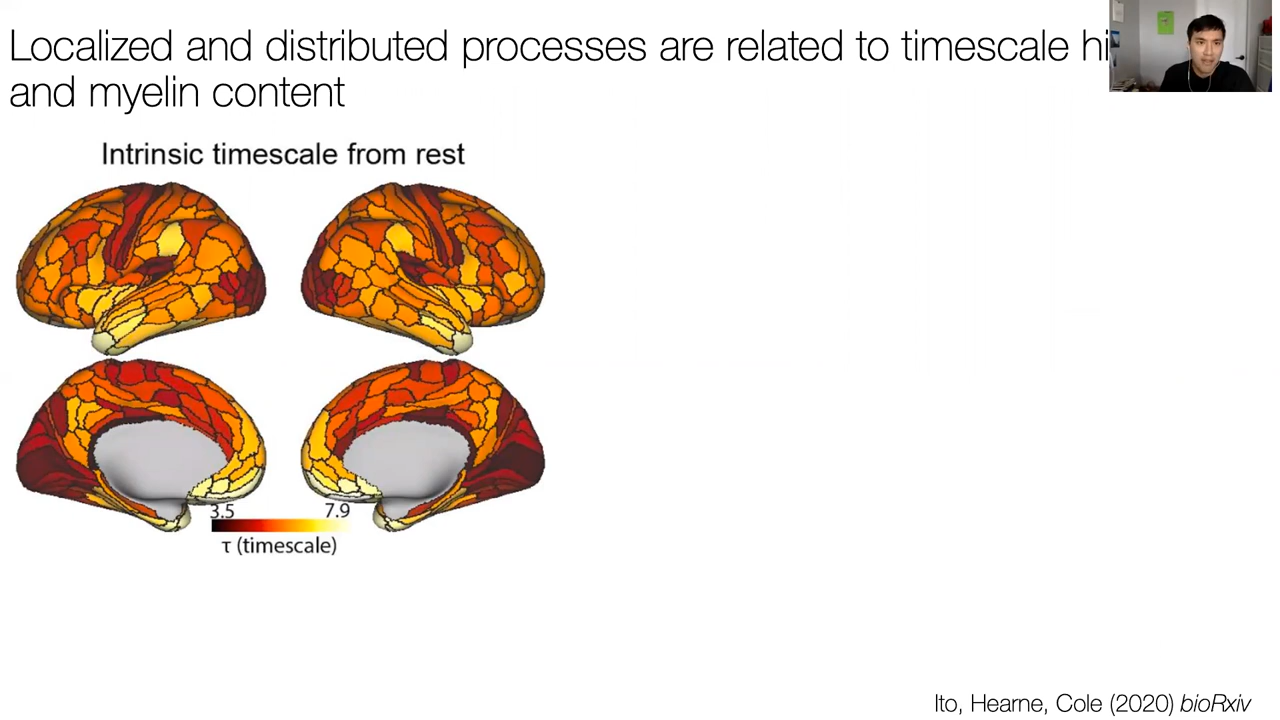 Localized and distributed processes are related to timescale hi
and myelin content
Intrinsic timescale from rest
3.5 7.9
τ (timescale)
Ito, Hearne, Cole (2020) bioRxiv